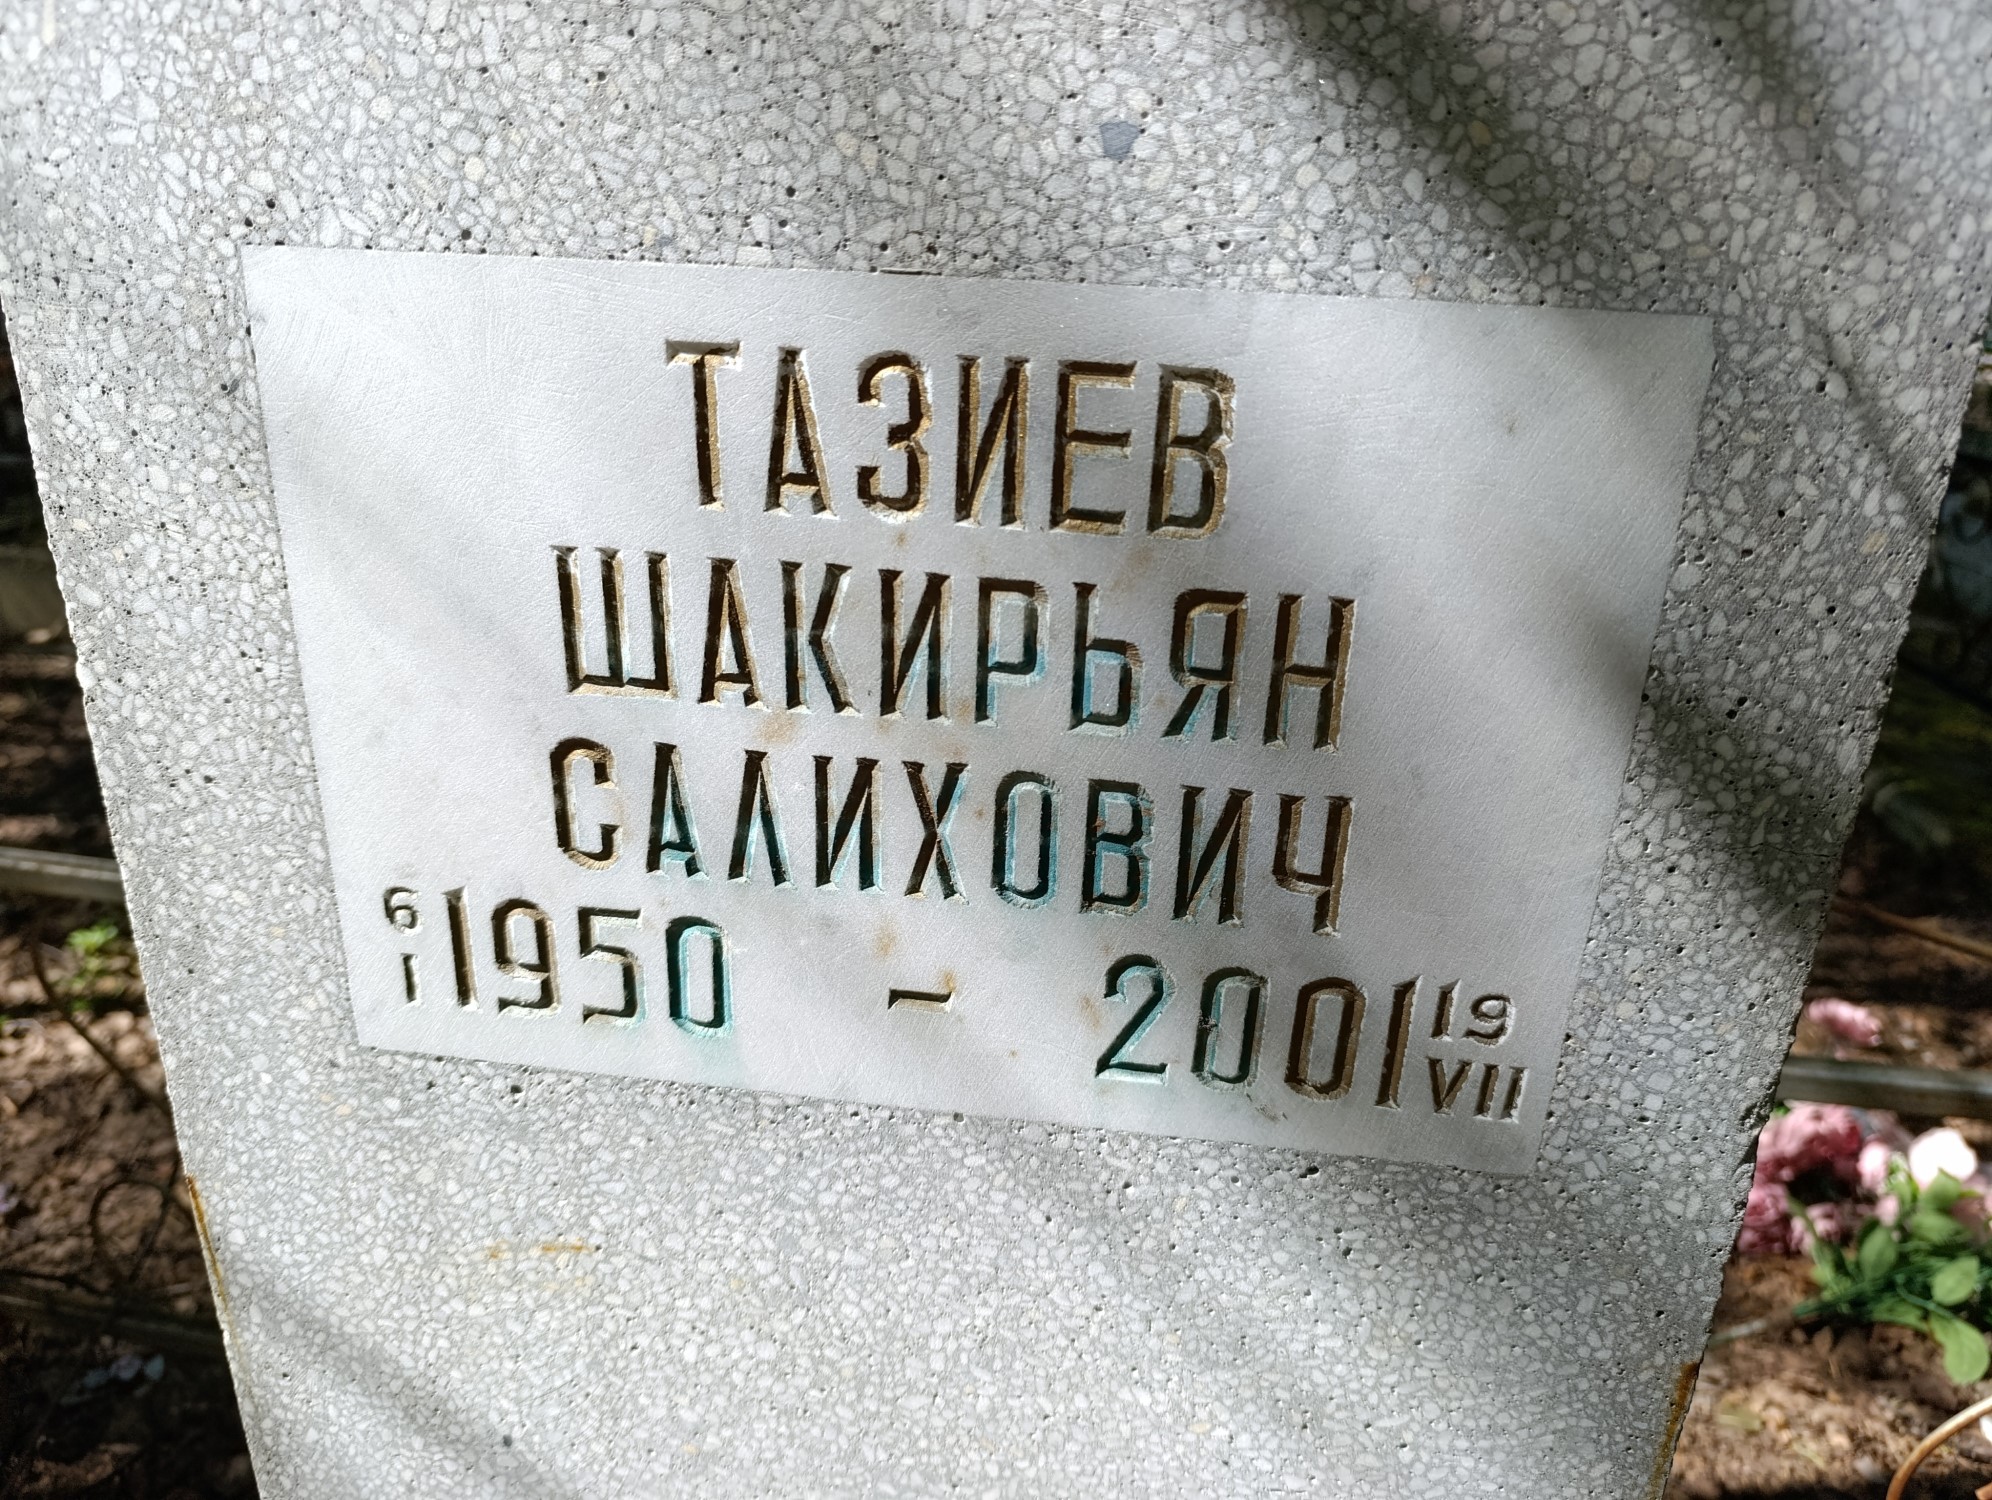 ТАЗИЕВ
ШАКИРЬЯН
САЛИХОВИЧ
6/I 1950 – 2001 19/VII